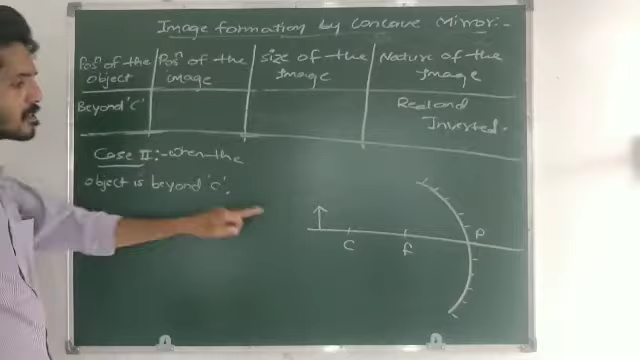 Image formation by Concave Mirror:-
Posn of the object
Posn of the image
Size of the Image
Nature of the Image
Beyond 'C'
Real and Inverted.
Case II:- when the
object is beyond 'C'.
C
F
P